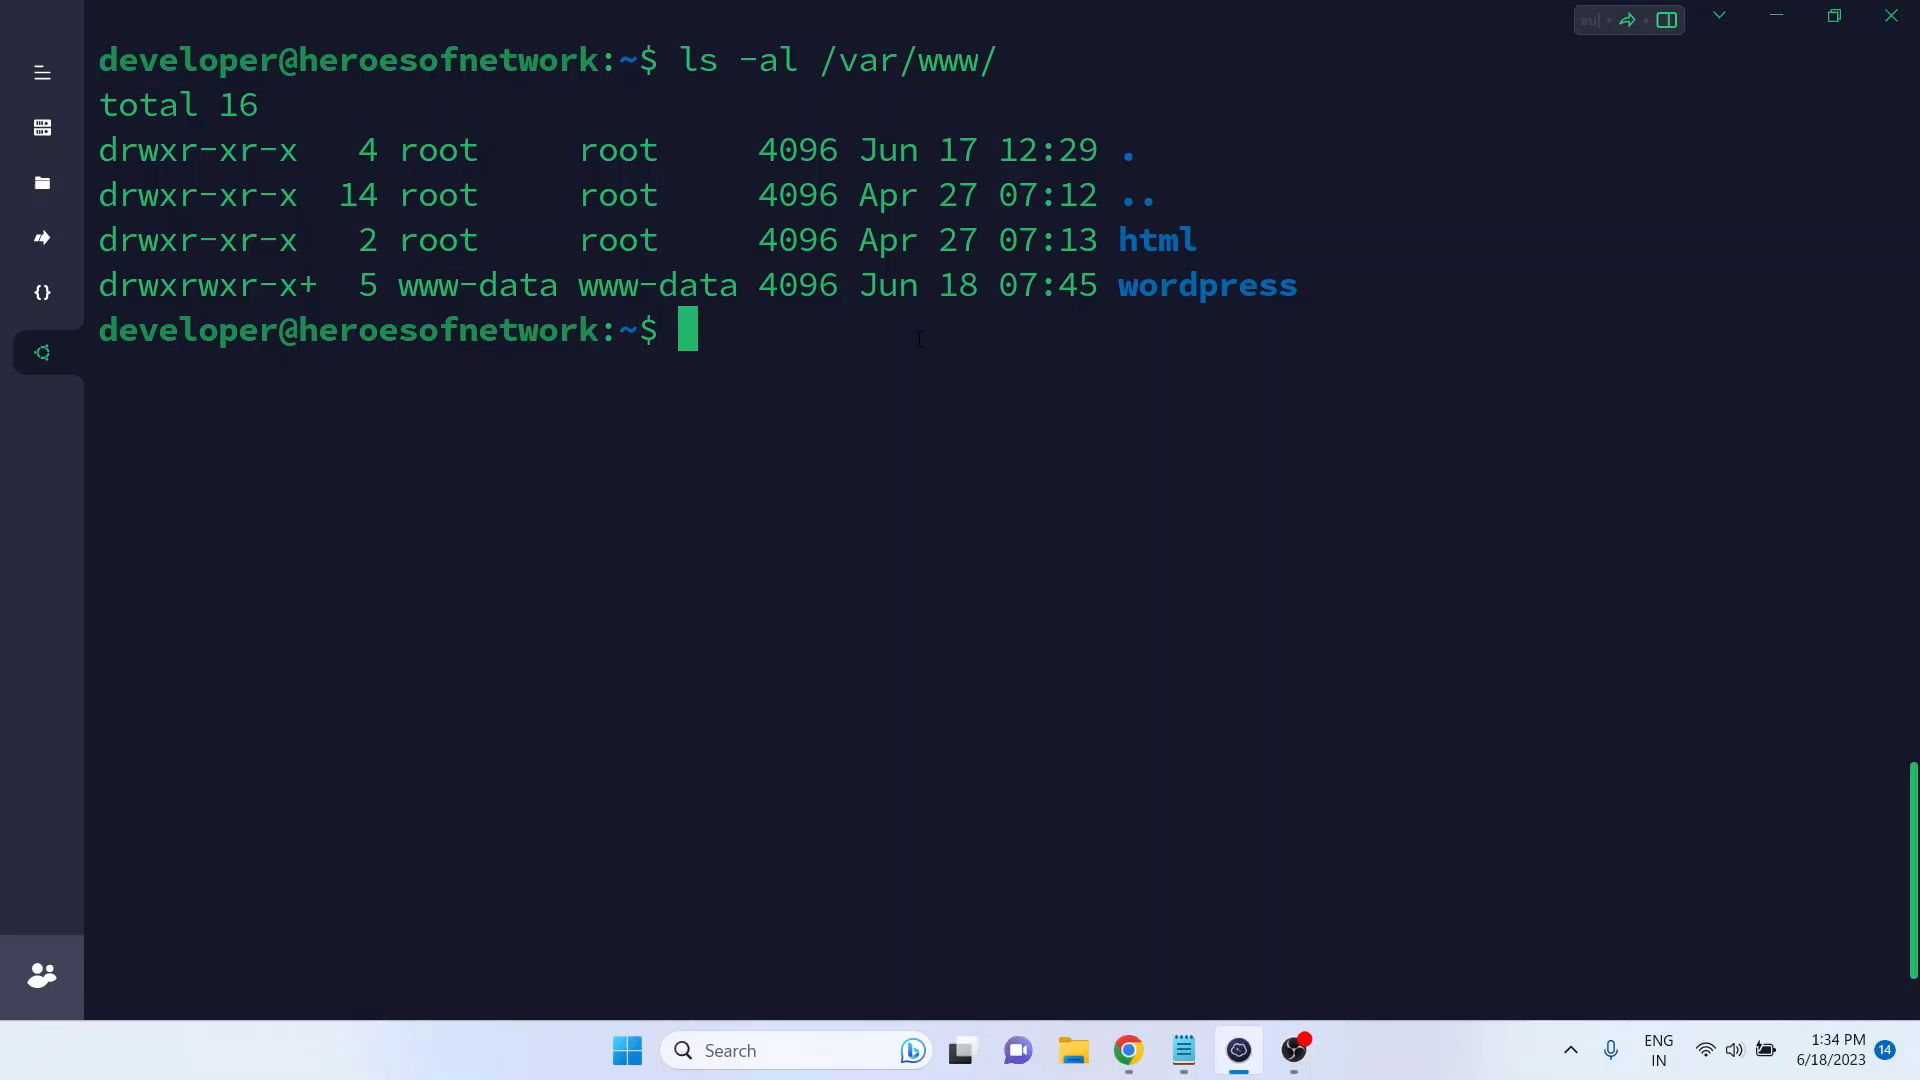 developer@heroesofnetwork:~$ ls -al /var/www/
total 16
drwxr-xr-x   4 root     root     4096 Jun 17 12:29 .
drwxr-xr-x  14 root     root     4096 Apr 27 07:12 ..
drwxr-xr-x   2 root     root     4096 Apr 27 07:13 html
drwxrwxr-x+  5 www-data www-data 4096 Jun 18 07:45 wordpress
developer@heroesofnetwork:~$
au|
Search
ENG
IN
1:34 PM
6/18/2023
14